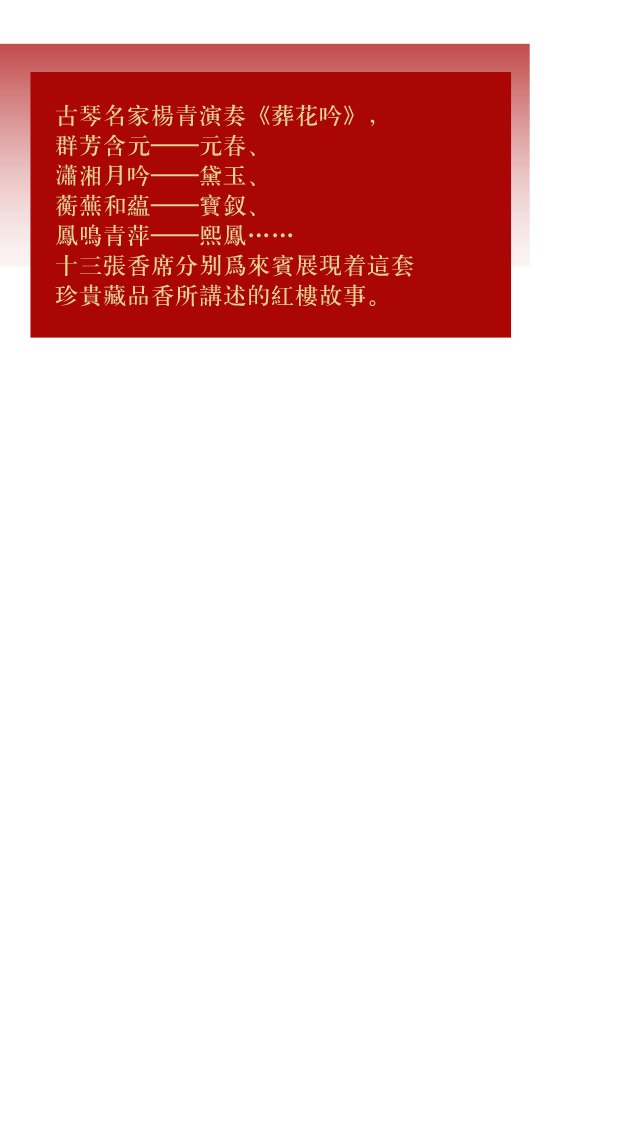 古琴名家楊青演奏《葬花吟》，
群芳含元——元春、
瀟湘月吟——黛玉、
蘅蕪和蘊——寶釵、
鳳鳴青萍——熙鳳……
十三張香席分别爲來賓展現着這套
珍貴藏品香所講述的紅樓故事。